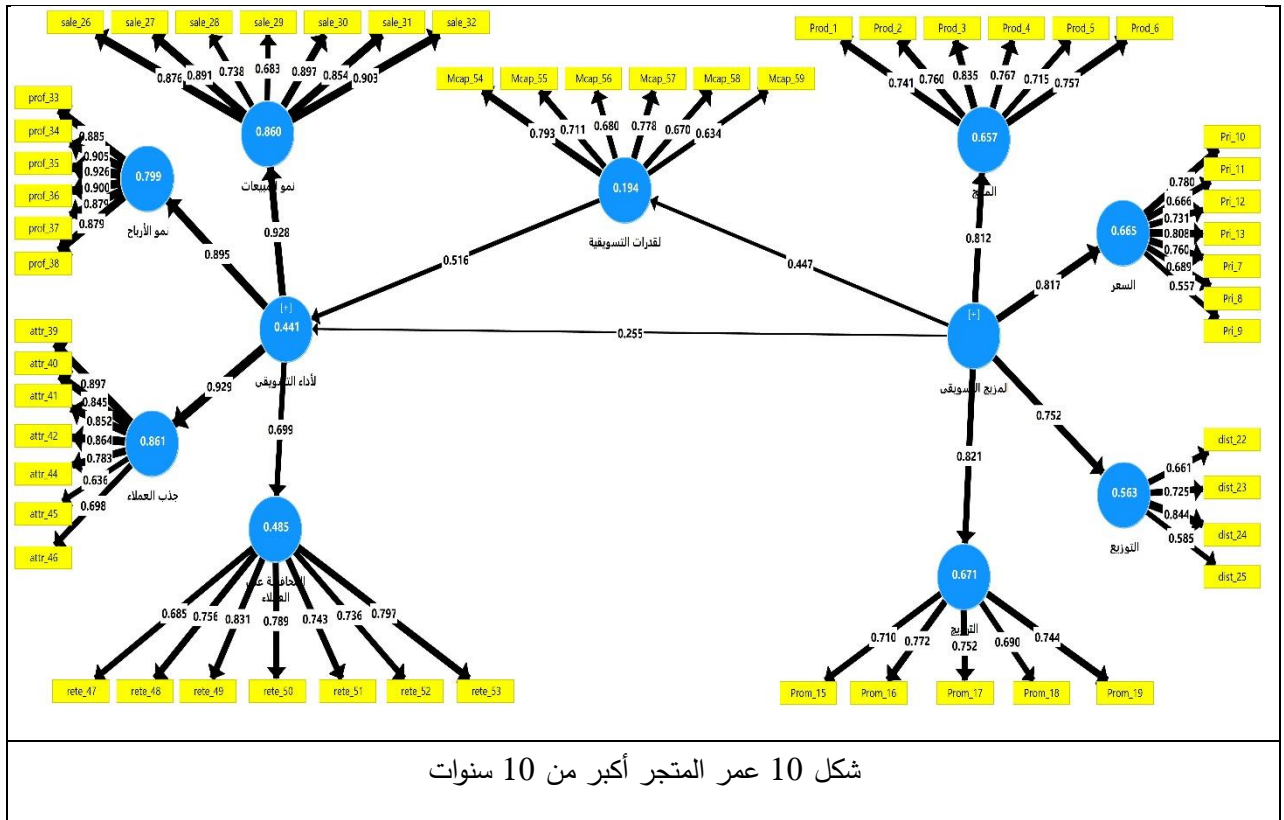 sale_26 sale_27 sale_28 sale_29 sale_30 sale_31 sale_32
0.876 0.891 0.738 0.683 0.897 0.854 0.903
0.860
نمو المبيعات
prof_33
prof_34
prof_35
prof_36
prof_37
prof_38
0.885
0.905
0.926
0.900
0.879
0.879
0.799
نمو الأرباح
0.928
0.895
Mcap_54 Mcap_55 Mcap_56 Mcap_57 Mcap_58 Mcap_59
0.793 0.711 0.680 0.778 0.670 0.634
0.194
لقدرات التسويقية
0.516
0.447
Prod_1 Prod_2 Prod_3 Prod_4 Prod_5 Prod_6
0.741 0.760 0.835 0.767 0.715 0.757
0.657
المنتج
0.812
Pri_10
Pri_11
Pri_12
Pri_13
Pri_7
Pri_8
Pri_9
0.780
0.666
0.731
0.808
0.760
0.689
0.557
0.665
السعر
0.817
[+]
0.441
لأداء التسويقى
0.255
[+]
لمزيج التسويقى
attr_39
attr_40
attr_41
attr_42
attr_44
attr_45
attr_46
0.897
0.845
0.852
0.864
0.783
0.636
0.698
0.861
جذب العملاء
0.929
0.699
0.485
المحافظة على
العملاء
0.685 0.756 0.831 0.789 0.743 0.736 0.797
rete_47 rete_48 rete_49 rete_50 rete_51 rete_52 rete_53
0.752
dist_22
dist_23
dist_24
dist_25
0.661
0.725
0.844
0.585
0.563
التوزيع
0.821
0.671
الترويج
0.710 0.772 0.752 0.690 0.744
Prom_15 Prom_16 Prom_17 Prom_18 Prom_19
شكل 10 عمر المتجر أكبر من 10 سنوات